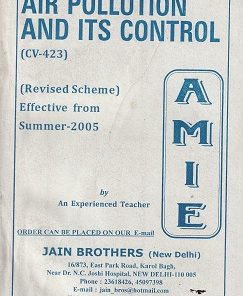 AIR POLLUTION
AND ITS CONTROL
(CV-423)
(Revised Scheme)
Effective from
Summer-2005
AMIE
by
An Experienced Teacher
ORDER CAN BE PLACED ON OUR E-mail
JAIN BROTHERS (New Delhi)
16/873, East Park Road, Karol Bagh,
Near Dr. N.C. Joshi Hospital, NEW DELHI-110 005
Phone : 23618426, 45097398
E-mail : jain_bros@hotmail.com